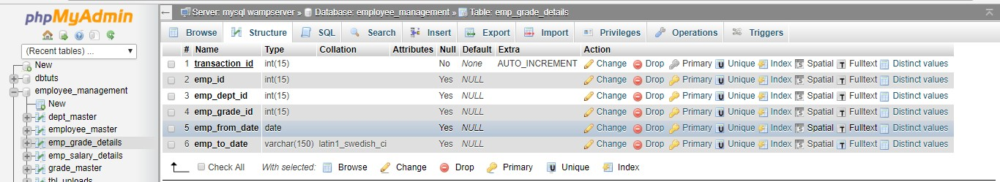 phpMyAdmin
(Recent tables) ...
New
dbtuts
employee_management
New
dept_master
employee_master
emp_grade_details
emp_salary_details
grade_master
tbl_uploads
Server: mysql wampserver » Database: employee_management » Table: emp_grade_details
Browse Structure SQL Search Insert Export Import Privileges Operations Triggers
# Name Type Collation Attributes Null Default Extra Action
1 transaction_id int(15) No None AUTO_INCREMENT Change Drop Primary Unique Index Spatial Fulltext Distinct values
2 emp_id int(15) Yes NULL Change Drop Primary Unique Index Spatial Fulltext Distinct values
3 emp_dept_id int(15) Yes NULL Change Drop Primary Unique Index Spatial Fulltext Distinct values
4 emp_grade_id int(15) Yes NULL Change Drop Primary Unique Index Spatial Fulltext Distinct values
5 emp_from_date date Yes NULL Change Drop Primary Unique Index Spatial Fulltext Distinct values
6 emp_to_date varchar(150) latin1_swedish_ci Yes NULL Change Drop Primary Unique Index Spatial Fulltext Distinct values
Check All With selected: Browse Change Drop Primary Unique Index